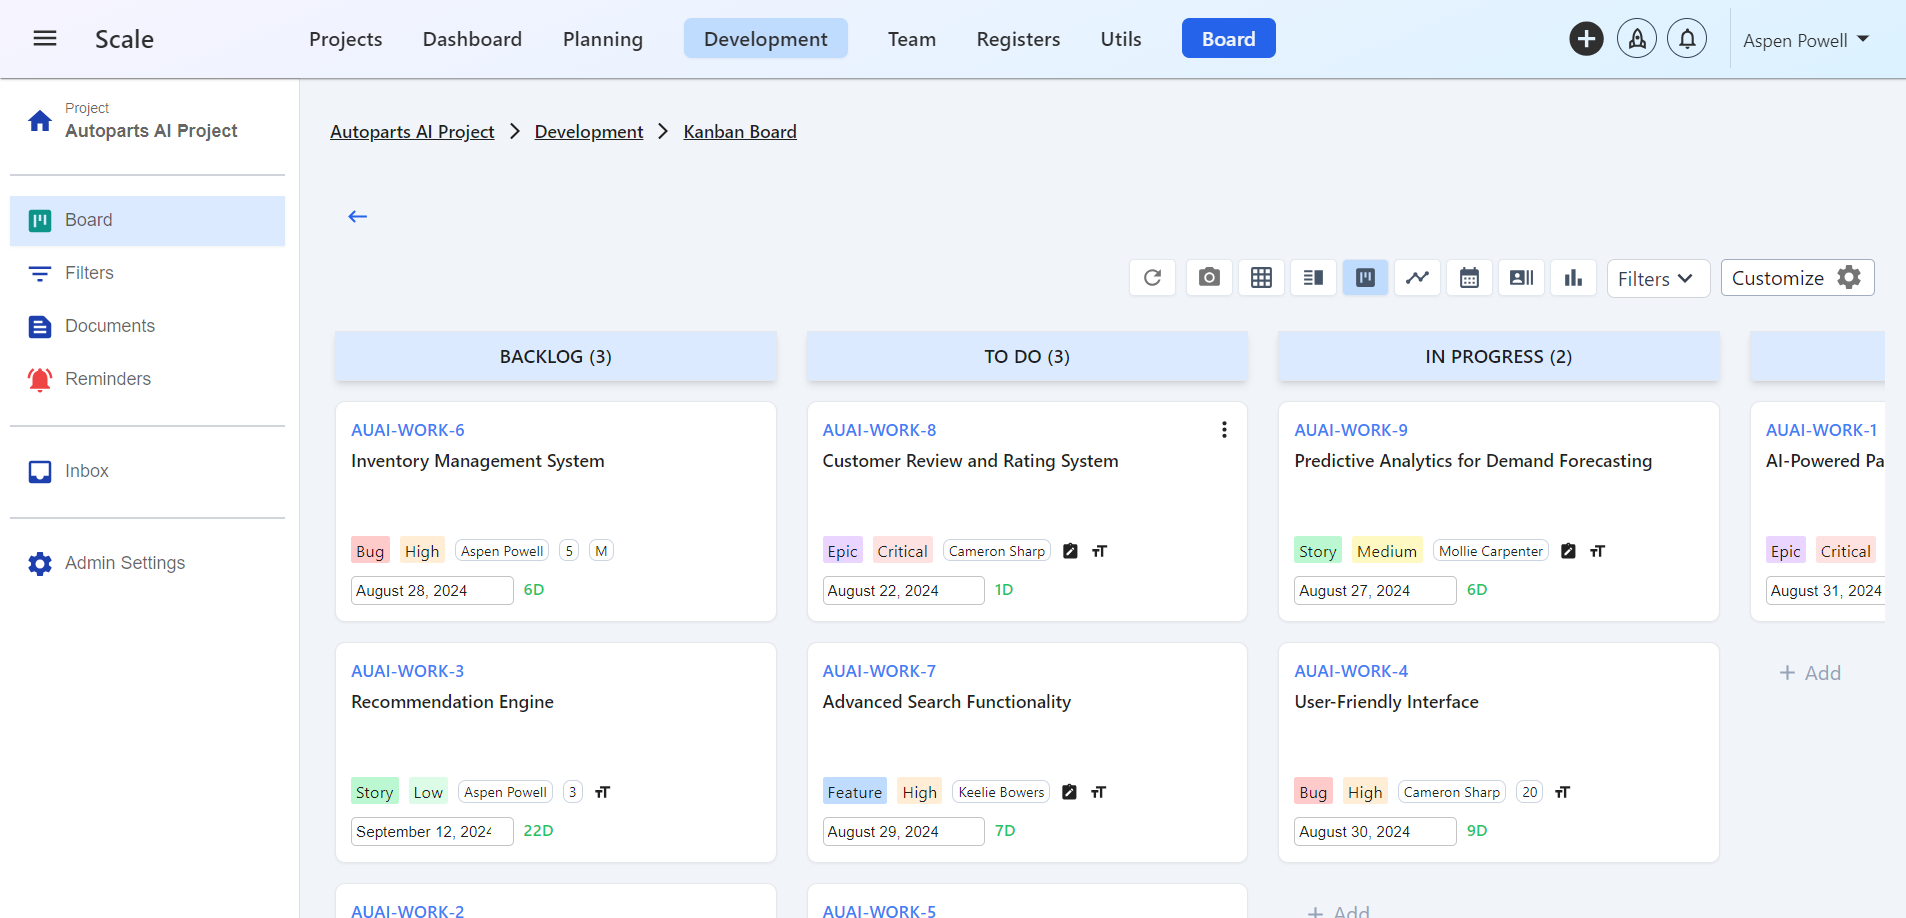 Scale
Projects
Dashboard
Planning
Development
Team
Registers
Utils
Board
Aspen Powell
Project
Autoparts AI Project
Board
Filters
Documents
Reminders
Inbox
Admin Settings
Autoparts AI Project > Development > Kanban Board
Filters
Customize
BACKLOG (3)
AUAI-WORK-6
Inventory Management System
Bug High Aspen Powell 5 M
August 28, 2024 6D
AUAI-WORK-3
Recommendation Engine
Story Low Aspen Powell 3
September 12, 2024 22D
AUAI-WORK-2
TO DO (3)
AUAI-WORK-8
Customer Review and Rating System
Epic Critical Cameron Sharp
August 22, 2024 1D
AUAI-WORK-7
Advanced Search Functionality
Feature High Keelie Bowers
August 29, 2024 7D
AUAI-WORK-5
IN PROGRESS (2)
AUAI-WORK-9
Predictive Analytics for Demand Forecasting
Story Medium Mollie Carpenter
August 27, 2024 6D
AUAI-WORK-4
User-Friendly Interface
Bug High Cameron Sharp 20
August 30, 2024 9D
+ Add
AUAI-WORK-1
AI-Powered Pa
Epic Critical
August 31, 2024
+ Add